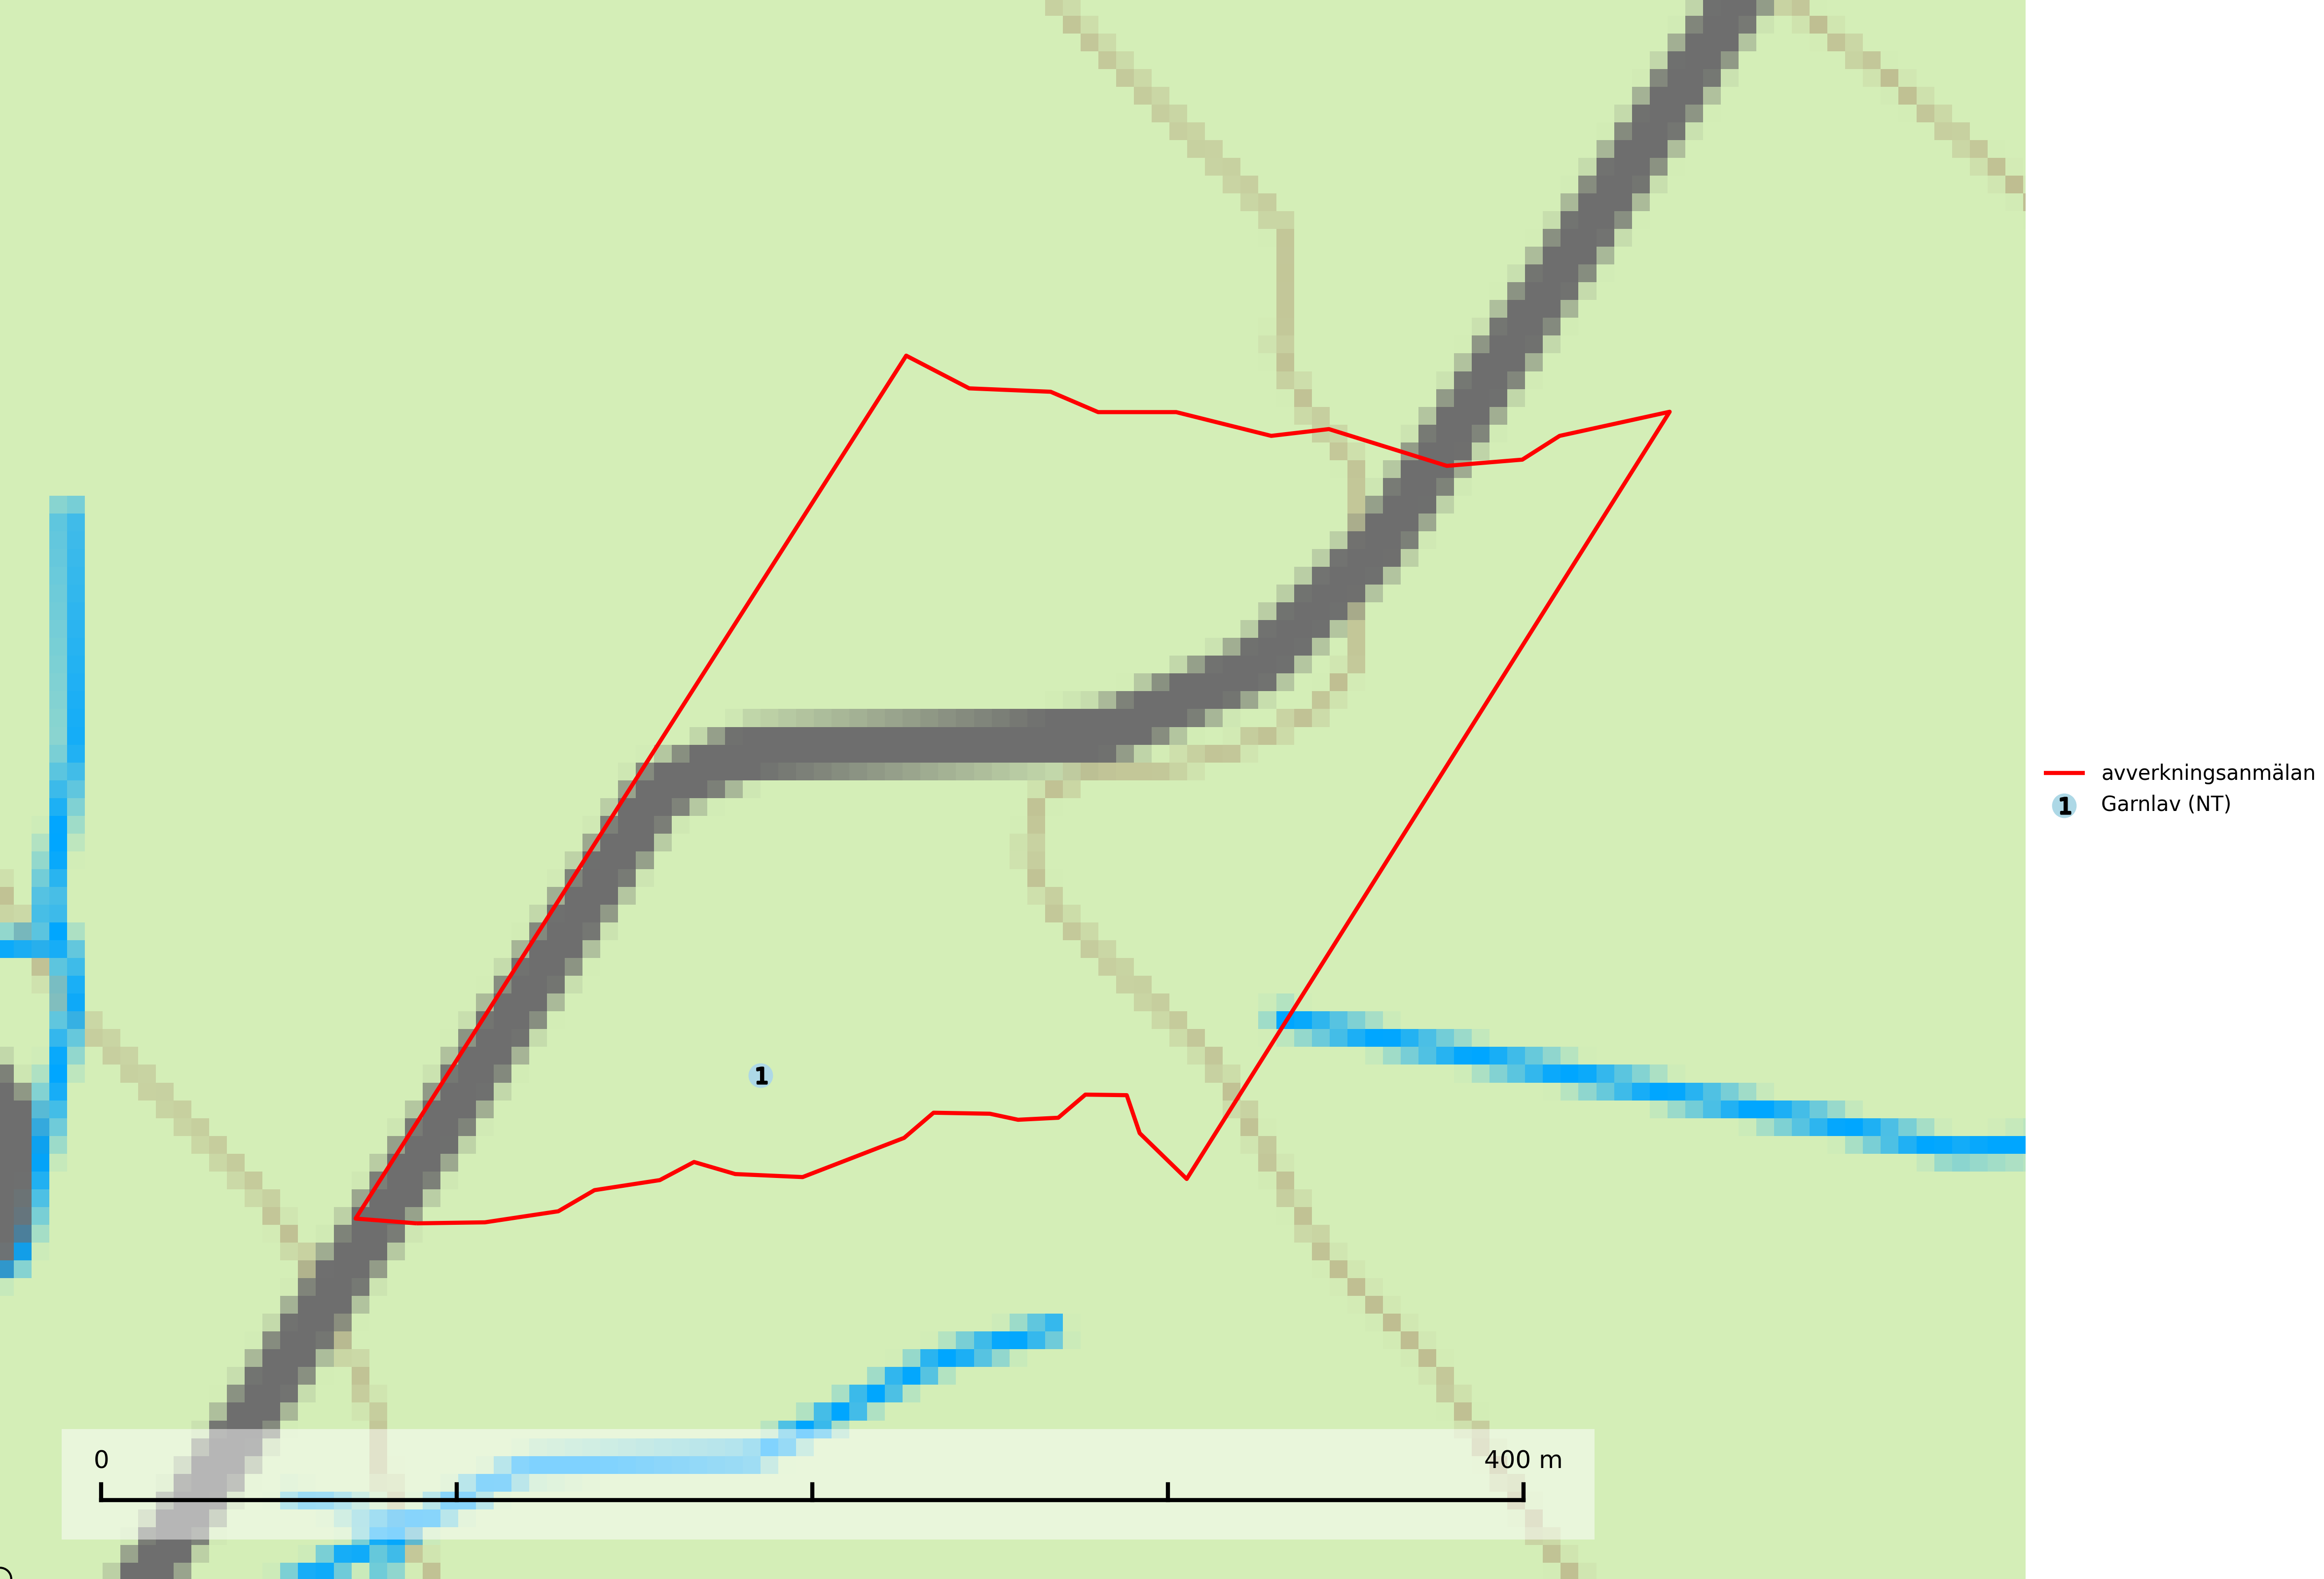 avverkningsanmälan
1 Garnlav (NT)
1
0 400 m